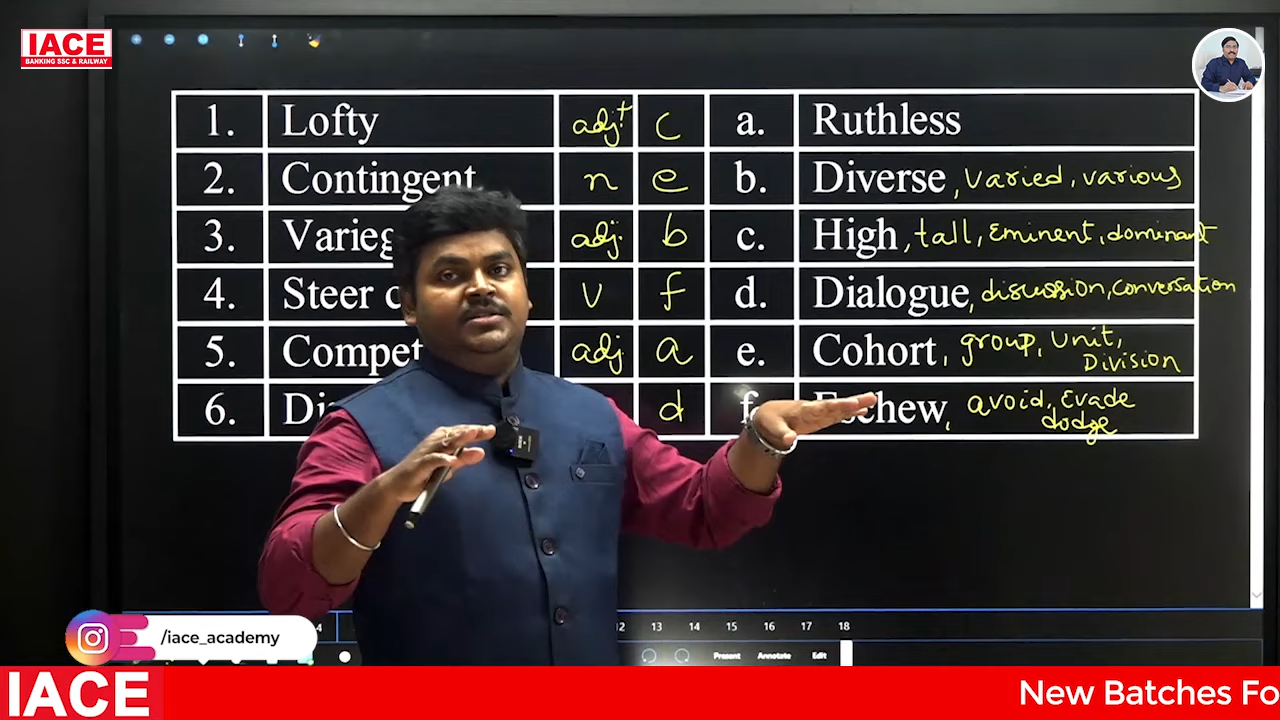 IACE
BANKING SSC & RAILWAY
1. Lofty adj. c a. Ruthless
2. Contingent n e b. Diverse, varied, various
3. Varieg adj. b c. High, tall, Eminent, dominant
4. Steer c v f d. Dialogue, discussion, conversation
5. Compet adj. a e. Cohort, group, unit, Division
6. Di d f. Eschew, avoid, Evade dodge
/iace_academy
12 13 14 15 16 17 18
Present Annotate Edit
IACE
New Batches Fo